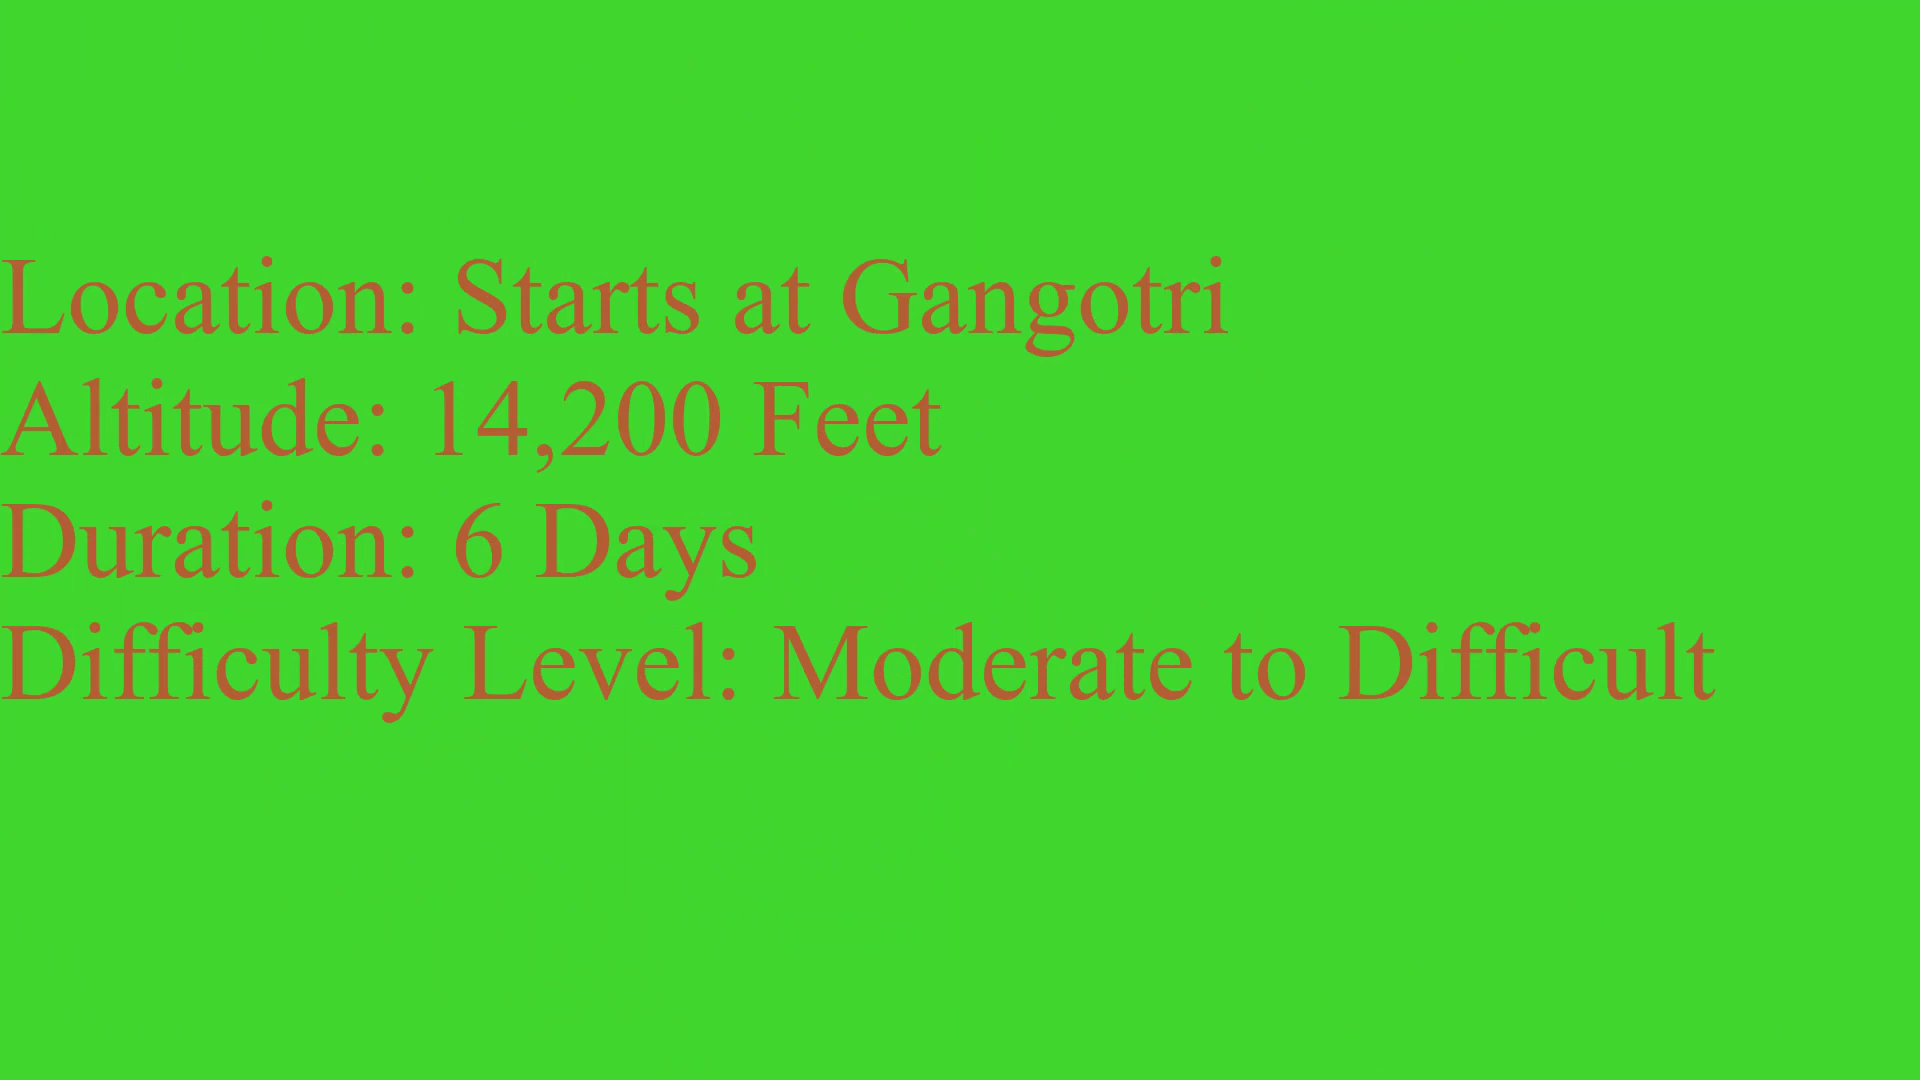 Location: Starts at Gangotri
Altitude: 14,200 Feet
Duration: 6 Days
Difficulty Level: Moderate to Difficult